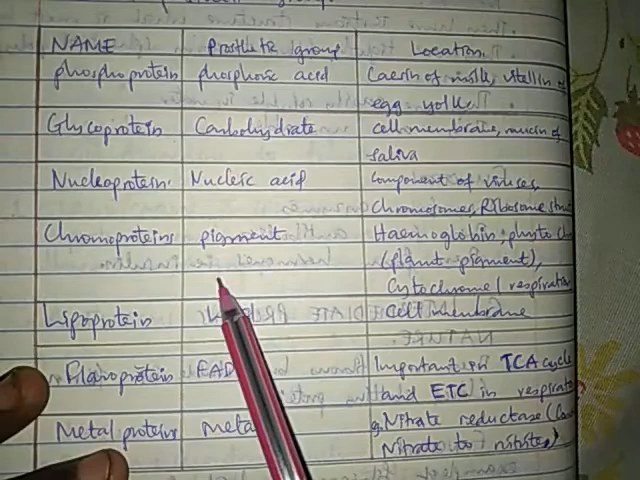 NAME Prosthetic group Location
phosphoprotein phosphoric acid Casein of milk, vitellin of
egg yolk
Glycoprotein Carbohydrate cell membrane, mucin of
saliva
Nucleoprotein. Nucleic acid Component of viruses,
Chromosomes, Ribosome
Chromoproteins pigment Haemoglobin, phyto
(plant pigment),
Cytochrome (respiration
Lipoprotein Cell membrane
Flavoprotein FAD Important in TCA cycle
and ETC in respirat
Metal proteins Meta g. Nitrate reductase (
Nitrate to nitrites)